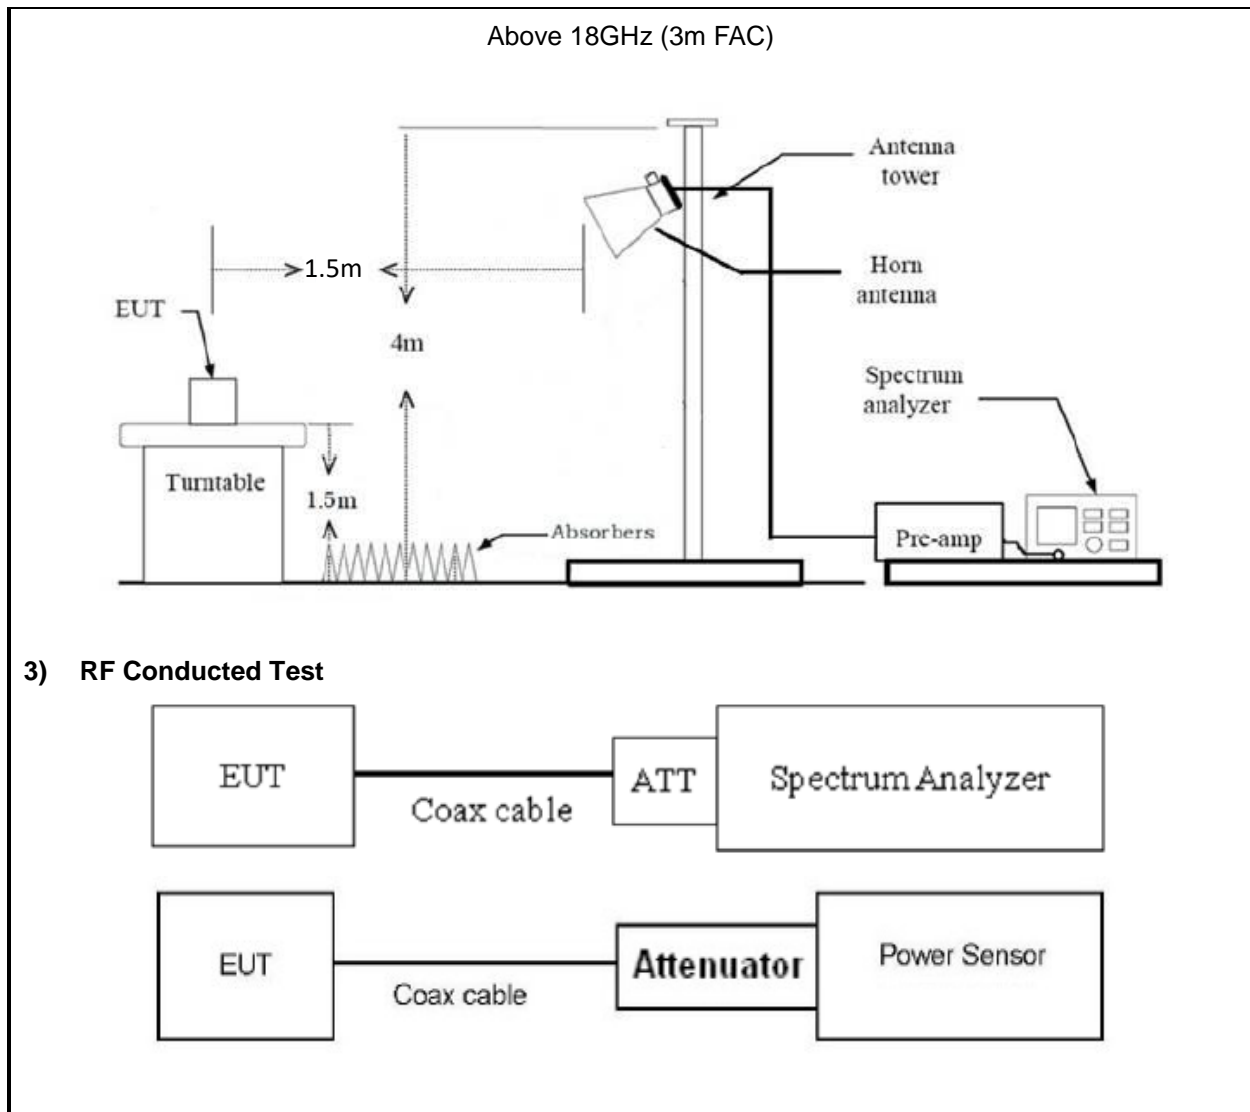 Above 18GHz (3m FAC)
Antenna
tower
1.5m
Horn
antenna
EUT
4m
Spectrum
analyzer
Turntable
1.5m
Absorbers
Pre-amp
3) RF Conducted Test
EUT
Coax cable
ATT
Spectrum Analyzer
EUT
Coax cable
Attenuator
Power Sensor